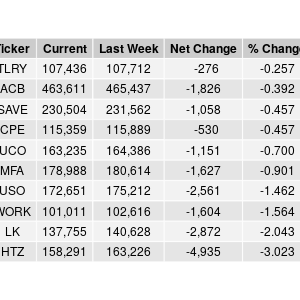 Ticker Current Last Week Net Change % Change
TLRY 107,436 107,712 -276 -0.257
ACB 463,611 465,437 -1,826 -0.392
SAVE 230,504 231,562 -1,058 -0.457
CPE 115,359 115,889 -530 -0.457
UCO 163,235 164,386 -1,151 -0.700
MFA 178,988 180,614 -1,627 -0.901
USO 172,651 175,212 -2,561 -1.462
WORK 101,011 102,616 -1,604 -1.564
LK 137,755 140,628 -2,872 -2.043
HTZ 158,291 163,226 -4,935 -3.023